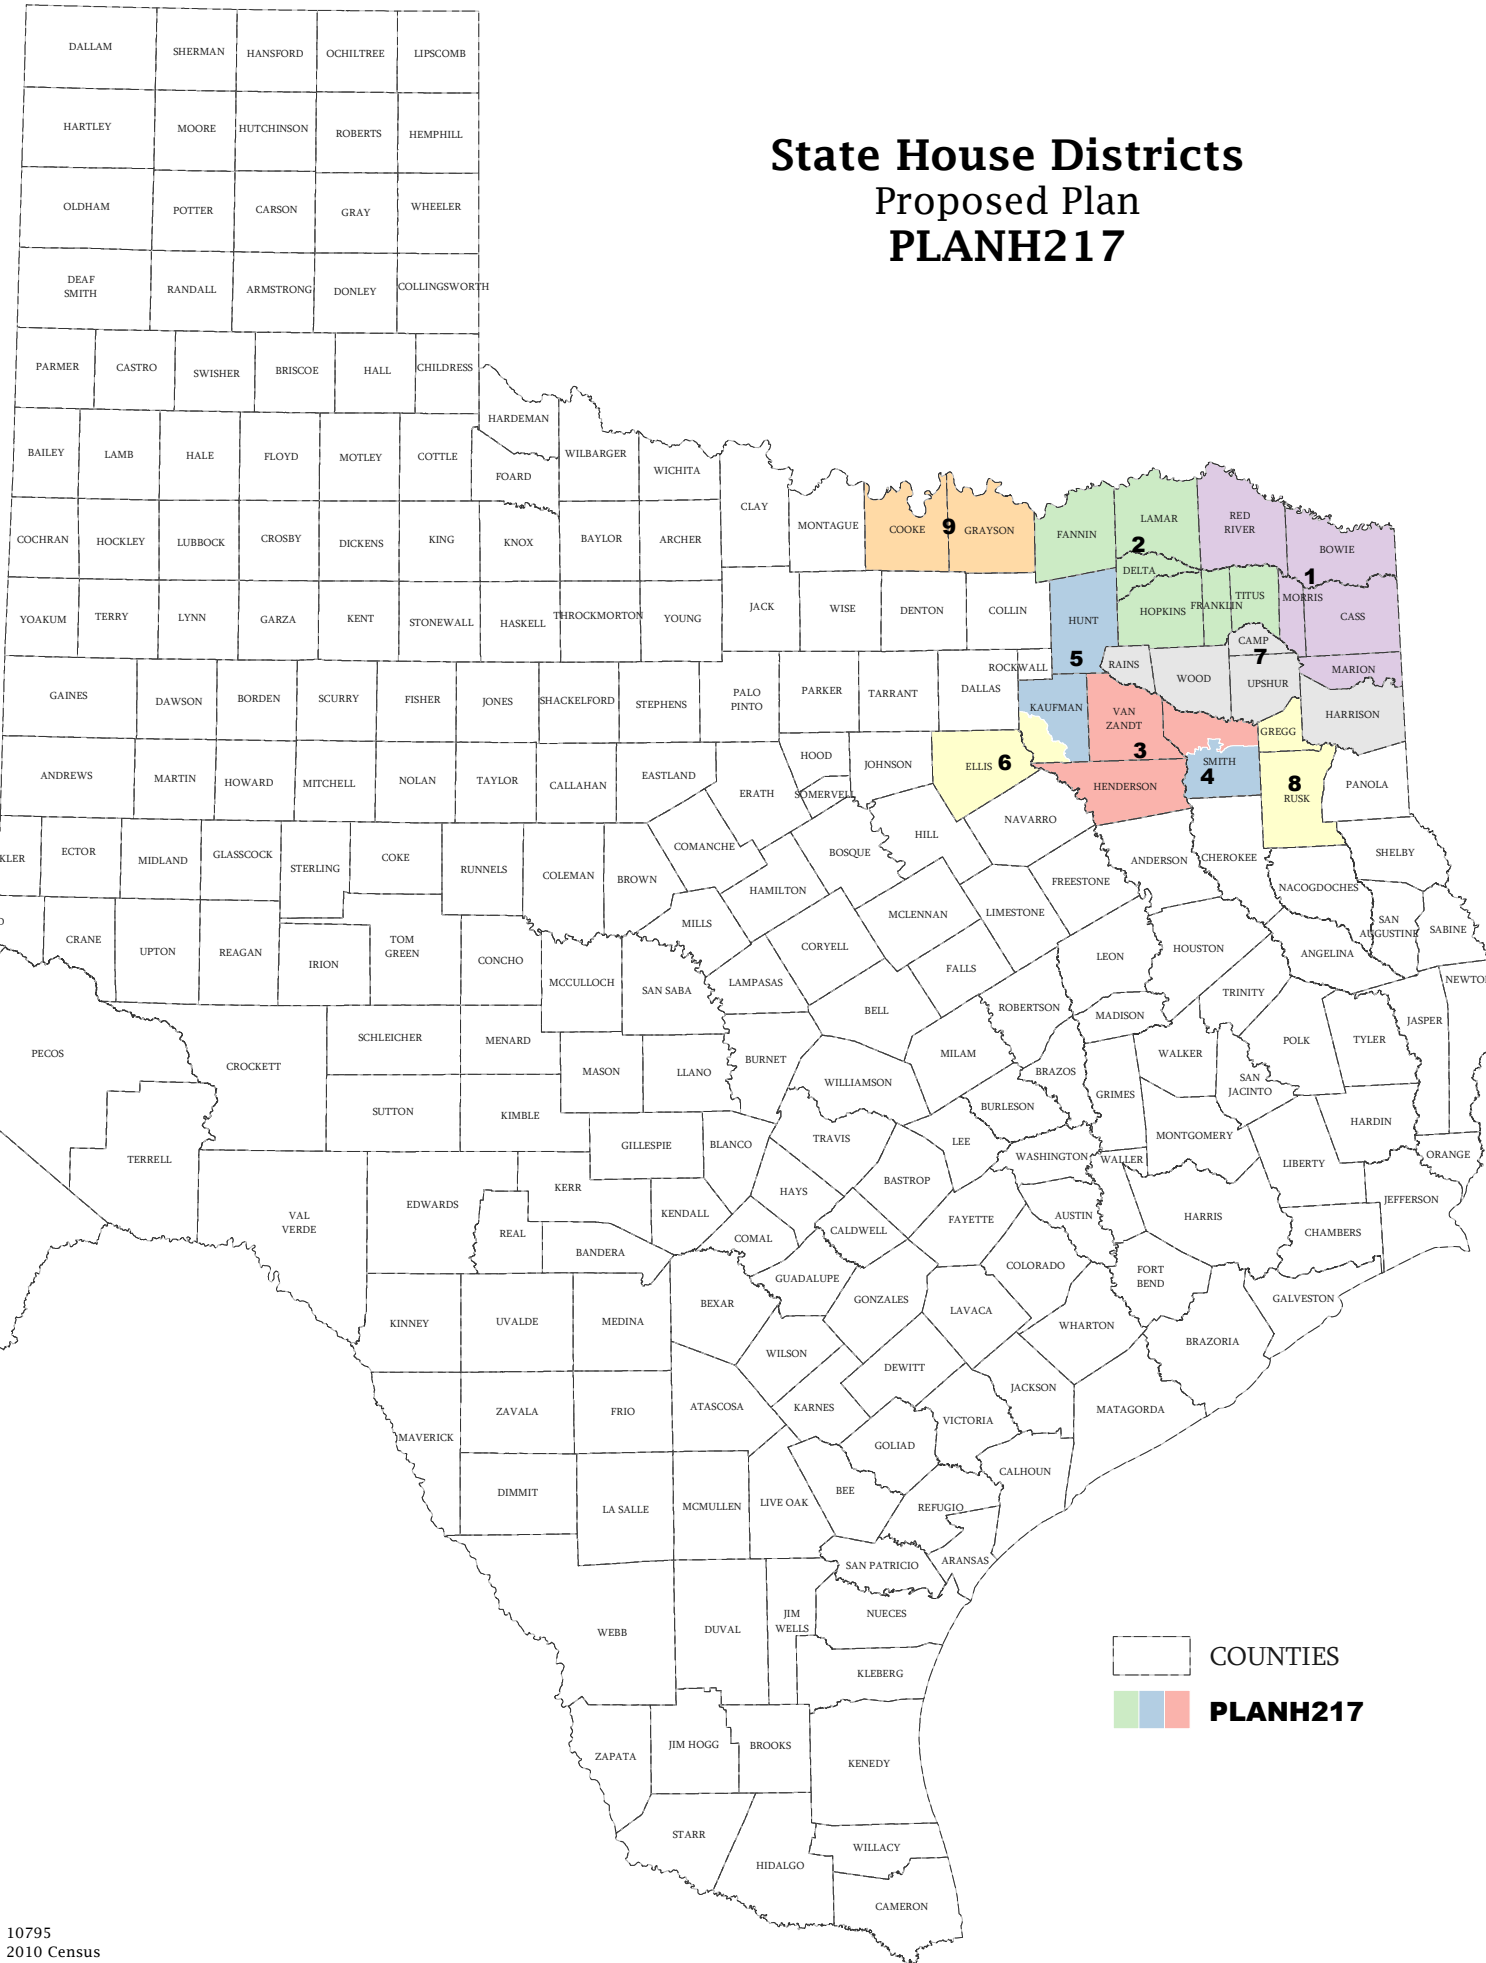 State House Districts
Proposed Plan
PLANH217
DALLAM
SHERMAN
HANSFORD
OCHILTREE
LIPSCOMB
HARTLEY
MOORE
HUTCHINSON
ROBERTS
HEMPHILL
OLDHAM
POTTER
CARSON
GRAY
WHEELER
DEAF
SMITH
RANDALL
ARMSTRONG
DONLEY
COLLINGSWORTH
PARMER
CASTRO
SWISHER
BRISCOE
HALL
CHILDRESS
HARDEMAN
BAILEY
LAMB
HALE
FLOYD
MOTLEY
COTTLE
FOARD
WILBARGER
WICHITA
CLAY
MONTAGUE
COOKE
9
GRAYSON
FANNIN
LAMAR
2
RED
RIVER
BOWIE
1
COCHRAN
HOCKLEY
LUBBOCK
CROSBY
DICKENS
KING
KNOX
BAYLOR
ARCHER
DELTA
YOAKUM
TERRY
LYNN
GARZA
KENT
STONEWALL
HASKELL
THROCKMORTON
YOUNG
JACK
WISE
DENTON
COLLIN
HUNT
5
HOPKINS
FRANKLIN
TITUS
MORRIS
CASS
CAMP
7
ROCKWALL
RAINS
WOOD
UPSHUR
MARION
GAINES
DAWSON
BORDEN
SCURRY
FISHER
JONES
SHACKELFORD
STEPHENS
PALO
PINTO
PARKER
TARRANT
DALLAS
KAUFMAN
VAN
ZANDT
3
GREGG
HARRISON
ANDREWS
MARTIN
HOWARD
MITCHELL
NOLAN
TAYLOR
CALLAHAN
EASTLAND
ERATH
HOOD
SOMERVELL
JOHNSON
ELLIS
6
HENDERSON
SMITH
4
8
RUSK
PANOLA
KLER
ECTOR
MIDLAND
GLASSCOCK
STERLING
COKE
RUNNELS
COLEMAN
BROWN
COMANCHE
HAMILTON
BOSQUE
HILL
NAVARRO
ANDERSON
CHEROKEE
SHELBY
FREESTONE
NACOGDOCHES
CRANE
UPTON
REAGAN
IRION
TOM
GREEN
CONCHO
MCCULLOCH
SAN SABA
MILLS
LAMPASAS
CORYELL
MCLENNAN
LIMESTONE
FALLS
LEON
HOUSTON
ANGELINA
SAN
AUGUSTINE
SABINE
NEWTO
TRINITY
PECOS
CROCKETT
SCHLEICHER
MENARD
MASON
LLANO
BURNET
BELL
WILLIAMSON
MILAM
ROBERTSON
BRAZOS
MADISON
GRIMES
WALKER
SAN
JACINTO
POLK
TYLER
JASPER
HARDIN
SUTTON
KIMBLE
GILLESPIE
BLANCO
TRAVIS
LEE
BURLESON
WASHINGTON
WALLER
MONTGOMERY
LIBERTY
ORANGE
JEFFERSON
TERRELL
VAL
VERDE
EDWARDS
REAL
KERR
BANDERA
KENDALL
COMAL
HAYS
CALDWELL
BASTROP
FAYETTE
AUSTIN
HARRIS
CHAMBERS
COLORADO
FORT
BEND
GALVESTON
GUADALUPE
KINNEY
UVALDE
MEDINA
BEXAR
WILSON
GONZALES
LAVACA
WHARTON
BRAZORIA
DEWITT
JACKSON
MATAGORDA
MAVERICK
ZAVALA
FRIO
ATASCOSA
KARNES
GOLIAD
VICTORIA
CALHOUN
DIMMIT
LA SALLE
MCMULLEN
LIVE OAK
BEE
REFUGIO
ARANSAS
SAN PATRICIO
WEBB
DUVAL
JIM
WELLS
NUECES
KLEBERG
ZAPATA
JIM HOGG
BROOKS
KENEDY
STARR
HIDALGO
WILLACY
CAMERON
COUNTIES
PLANH217
10795
2010 Census